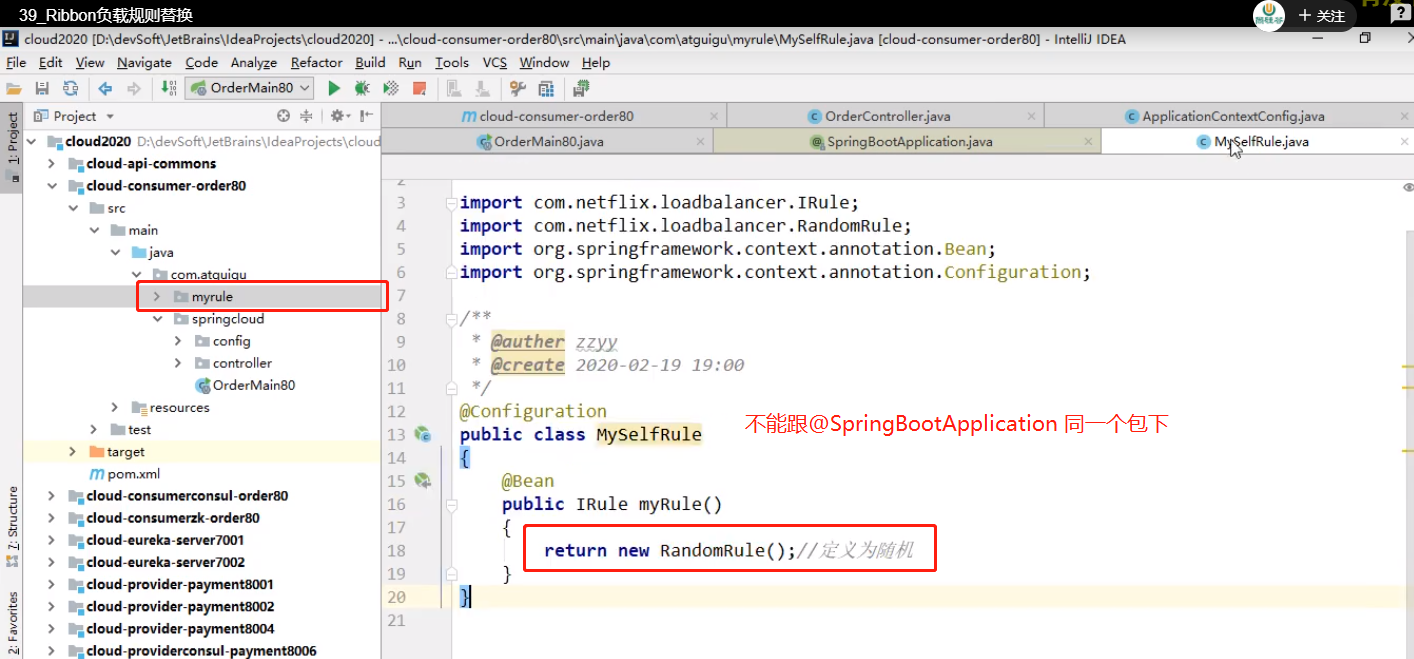 39_Ribbon负载规则替换
关注
cloud2020 [D:\devSoft\JetBrains\IdeaProjects\cloud2020] - ...\cloud-consumer-order80\src\main\java\com\atguigu\myrule\MySelfRule.java [cloud-consumer-order80] - IntelliJ IDEA
File Edit View Navigate Code Analyze Refactor Build Run Tools VCS Window Help
OrderMain80
Project
cloud-consumer-order80 OrderController.java ApplicationContextConfig.java
OrderMain80.java SpringBootApplication.java MySelfRule.java
1: Project
7: Structure
2: Favorites
cloud2020 D:\devSoft\JetBrains\IdeaProjects\cloud
cloud-api-commons
cloud-consumer-order80
src
main
java
com.atguigu
myrule
springcloud
config
controller
OrderMain80
resources
test
target
pom.xml
cloud-consumerconsul-order80
cloud-consumerzk-order80
cloud-eureka-server7001
cloud-eureka-server7002
cloud-provider-payment8001
cloud-provider-payment8002
cloud-provider-payment8004
cloud-providerconsul-payment8006
2
3 import com.netflix.loadbalancer.IRule;
4 import com.netflix.loadbalancer.RandomRule;
5 import org.springframework.context.annotation.Bean;
6 import org.springframework.context.annotation.Configuration;
7
8 /**
9 * @auther zzyy
10 * @create 2020-02-19 19:00
11 */
12 @Configuration
13 public class MySelfRule
不能跟@SpringBootApplication 同一个包下
14 {
15 @Bean
16 public IRule myRule()
17 {
18 return new RandomRule();//定义为随机
19 }
20 }
21